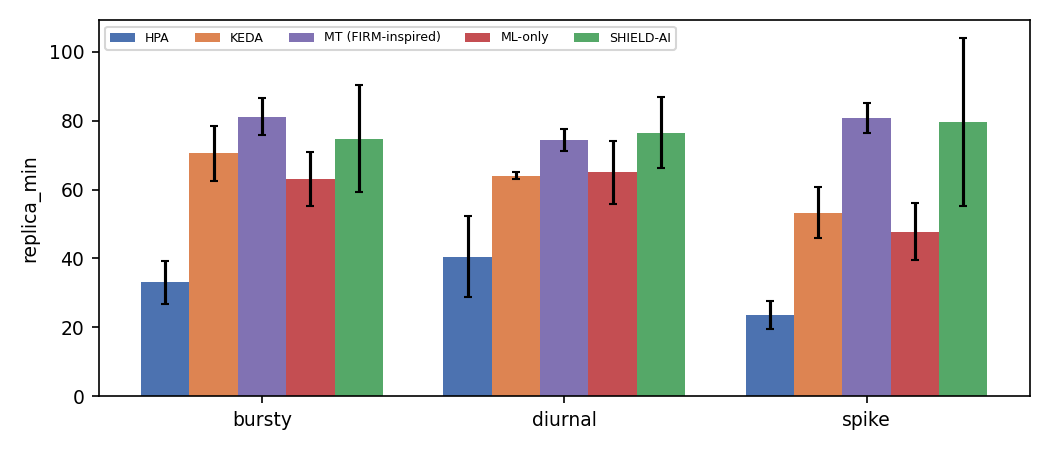 HPA KEDA MT (FIRM-inspired) ML-only SHIELD-AI
replica_min
100
80
60
40
20
0
bursty diurnal spike